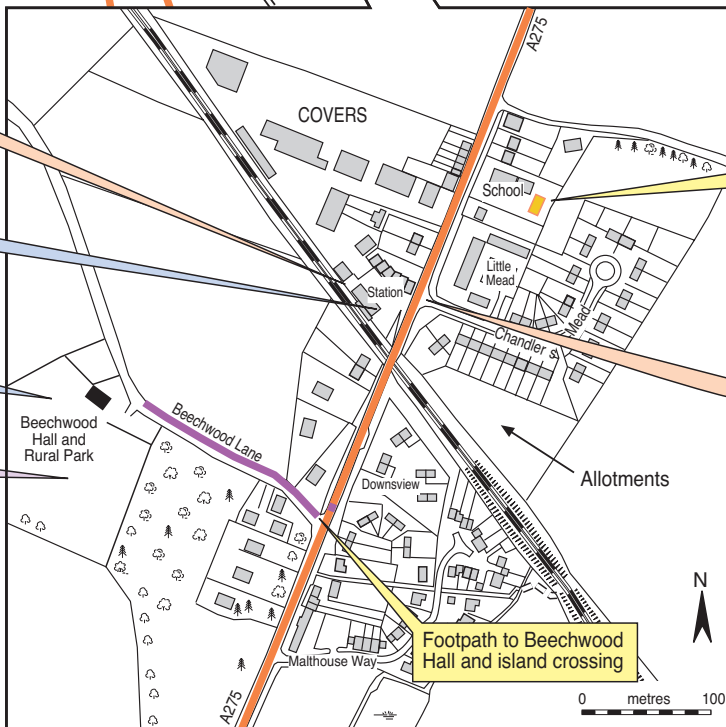 A275
COVERS
School
Little
Mead
Station
Chandler's
Mead
Beechwood Lane
Beechwood
Hall and
Rural Park
Allotments
Downsview
N
Footpath to Beechwood
Hall and island crossing
Malthouse Way
A275
0 metres 100